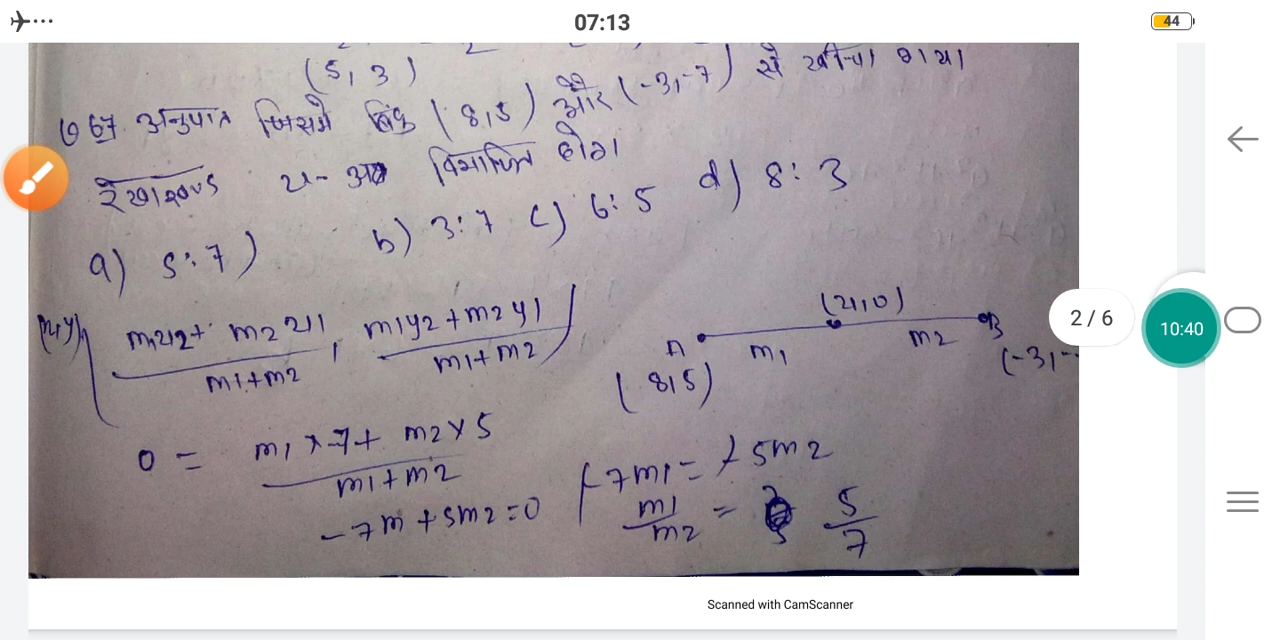 07:13
44
(5, 3)
वह अनुपात जिसमें बिंदु (8,5) और (-3,-7) से
रेखाखण्ड x- अक्ष विभाजित होगा
a) 5:7) b) 3:7 c) 6:5 d) 8:3
(x,y) ( m1x2 + m2x1 / m1+m2 , m1y2 + m2y1 / m1+m2 )
(x,0)
A m1 m2 B
(8,5) (-3,-
0 = m1 x -7 + m2 x 5 / m1+m2
-7m + 5m2 = 0
-7m1 = -5m2
m1/m2 = 5/7
2 / 6
10:40
Scanned with CamScanner